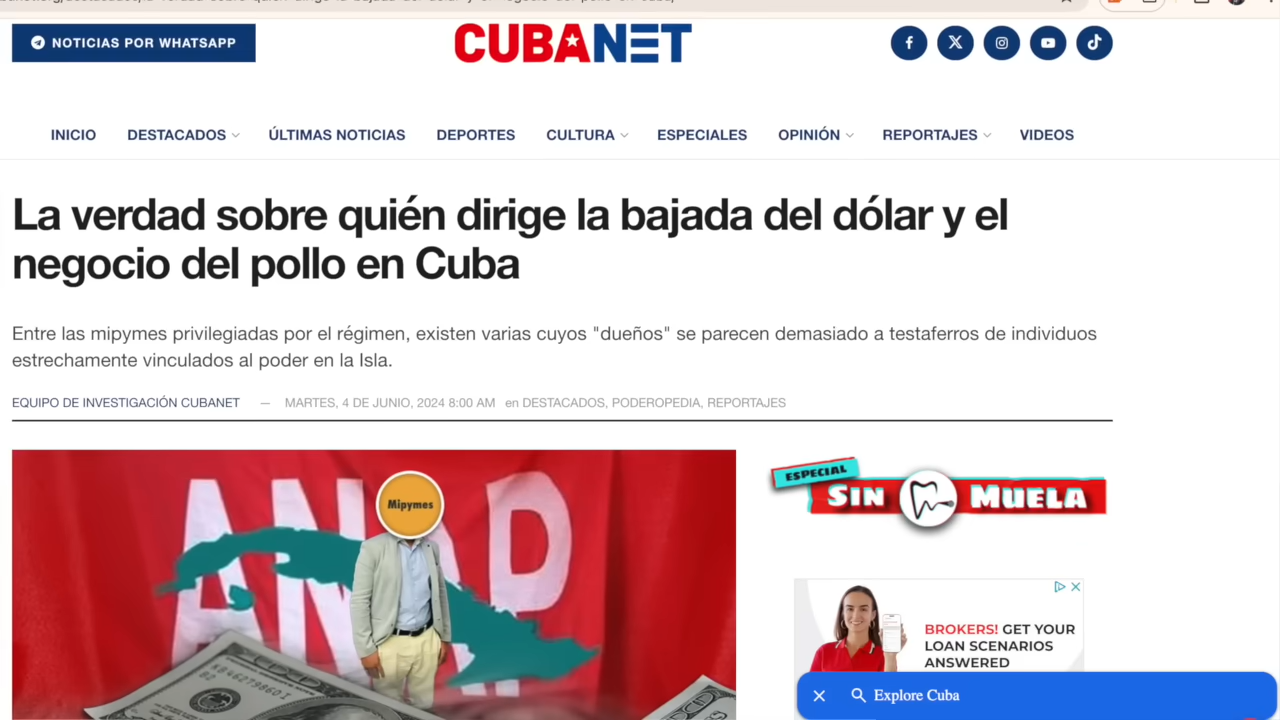 NOTICIAS POR WHATSAPP
CUBANET
INICIO DESTACADOS ÚLTIMAS NOTICIAS DEPORTES CULTURA ESPECIALES OPINIÓN REPORTAJES VIDEOS
La verdad sobre quién dirige la bajada del dólar y el
negocio del pollo en Cuba
Entre las mipymes privilegiadas por el régimen, existen varias cuyos "dueños" se parecen demasiado a testaferros de individuos
estrechamente vinculados al poder en la Isla.
EQUIPO DE INVESTIGACIÓN CUBANET — MARTES, 4 DE JUNIO, 2024 8:00 AM en DESTACADOS, PODEROPEDIA, REPORTAJES
ANAP
Mipymes
KB46279860I
B2
ESPECIAL
SIN MUELA
BROKERS! GET YOUR
LOAN SCENARIOS
ANSWERED
Explore Cuba